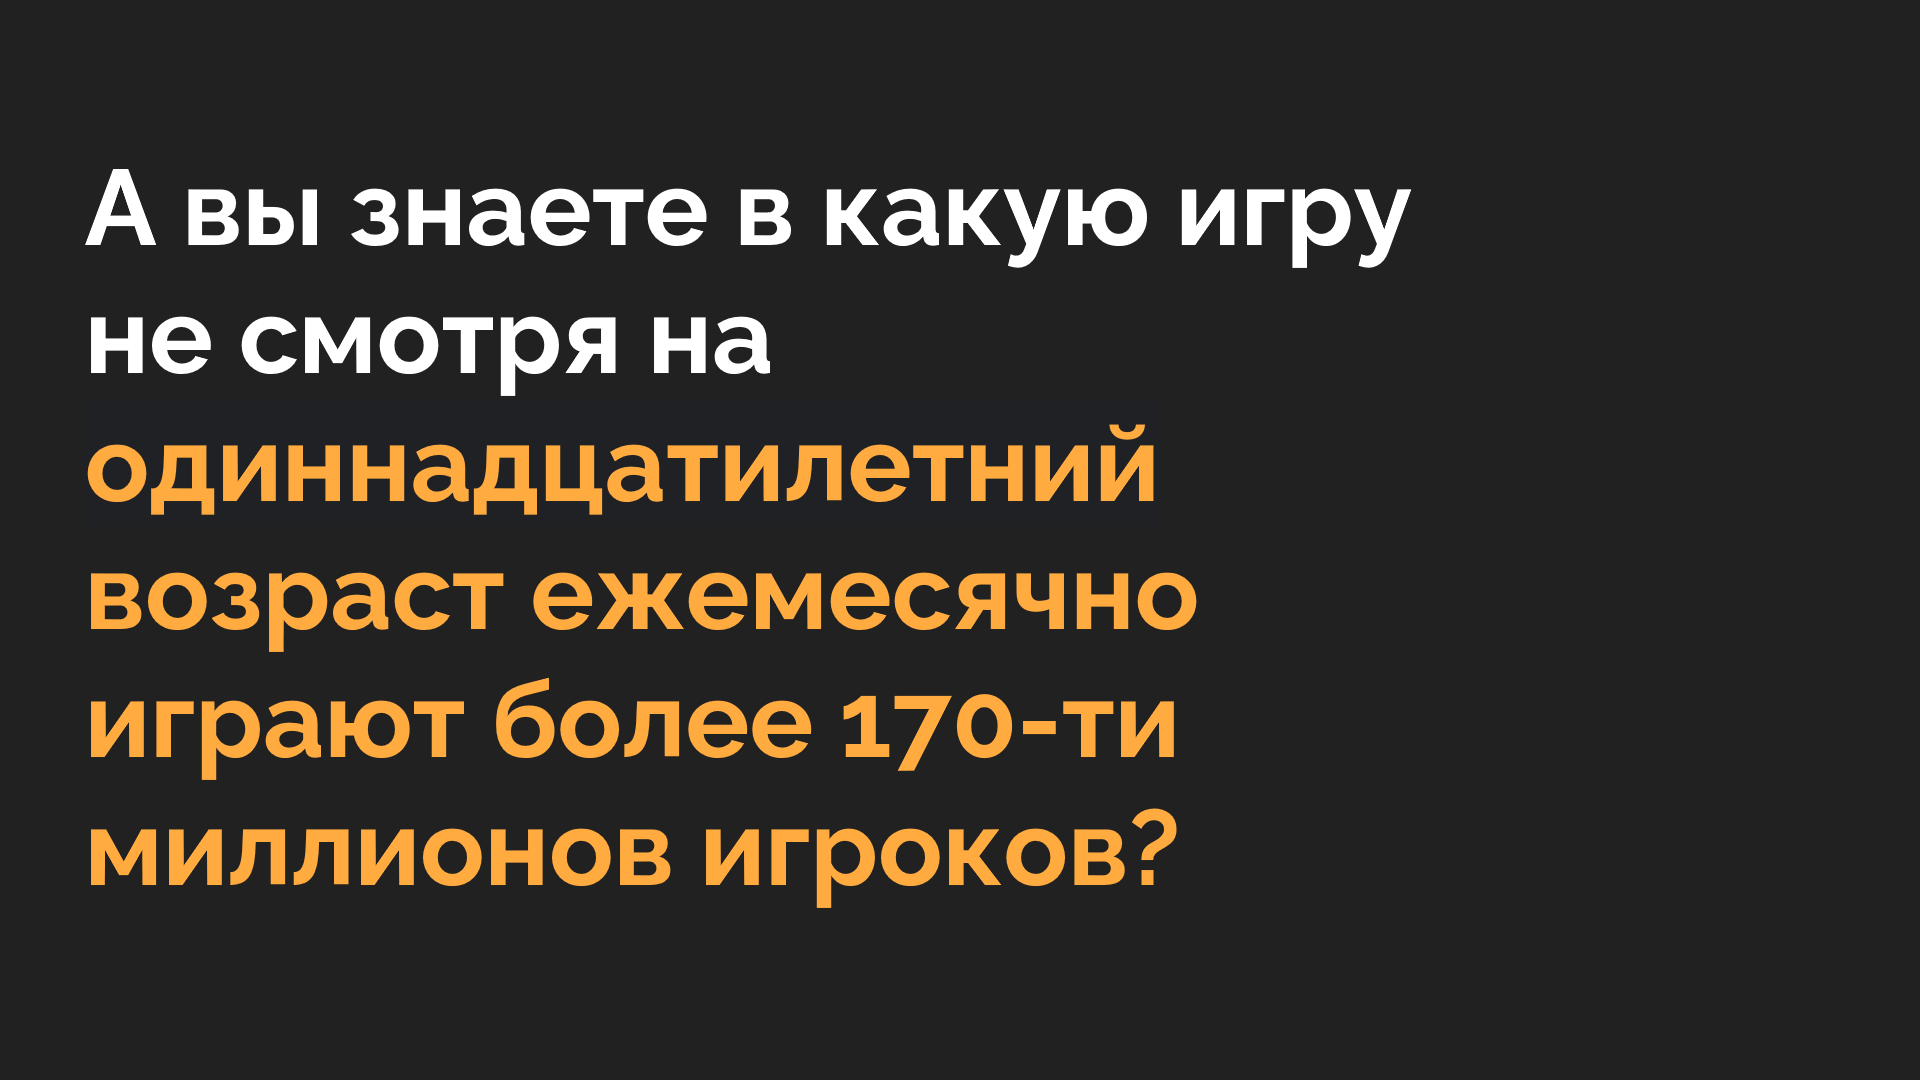 А вы знаете в какую игру
не смотря на
одиннадцатилетний
возраст ежемесячно
играют более 170-ти
миллионов игроков?